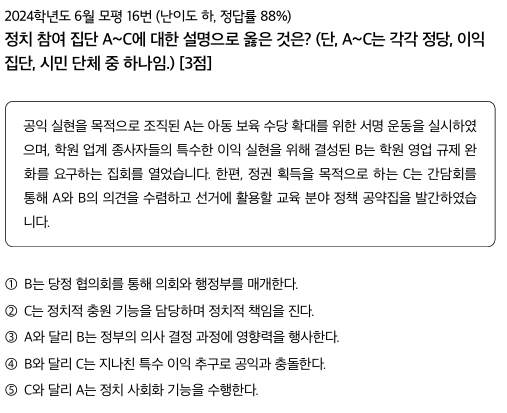 2024학년도 6월 모평 16번 (난이도 하, 정답률 88%)
정치 참여 집단 A~C에 대한 설명으로 옳은 것은? (단, A~C는 각각 정당, 이익
집단, 시민 단체 중 하나임.) [3점]
공익 실현을 목적으로 조직된 A는 아동 보육 수당 확대를 위한 서명 운동을 실시하였
으며, 학원 업계 종사자들의 특수한 이익 실현을 위해 결성된 B는 학원 영업 규제 완
화를 요구하는 집회를 열었습니다. 한편, 정권 획득을 목적으로 하는 C는 간담회를
통해 A와 B의 의견을 수렴하고 선거에 활용할 교육 분야 정책 공약집을 발간하였습
니다.
① B는 당정 협의회를 통해 의회와 행정부를 매개한다.
② C는 정치적 충원 기능을 담당하며 정치적 책임을 진다.
③ A와 달리 B는 정부의 의사 결정 과정에 영향력을 행사한다.
④ B와 달리 C는 지나친 특수 이익 추구로 공익과 충돌한다.
⑤ C와 달리 A는 정치 사회화 기능을 수행한다.